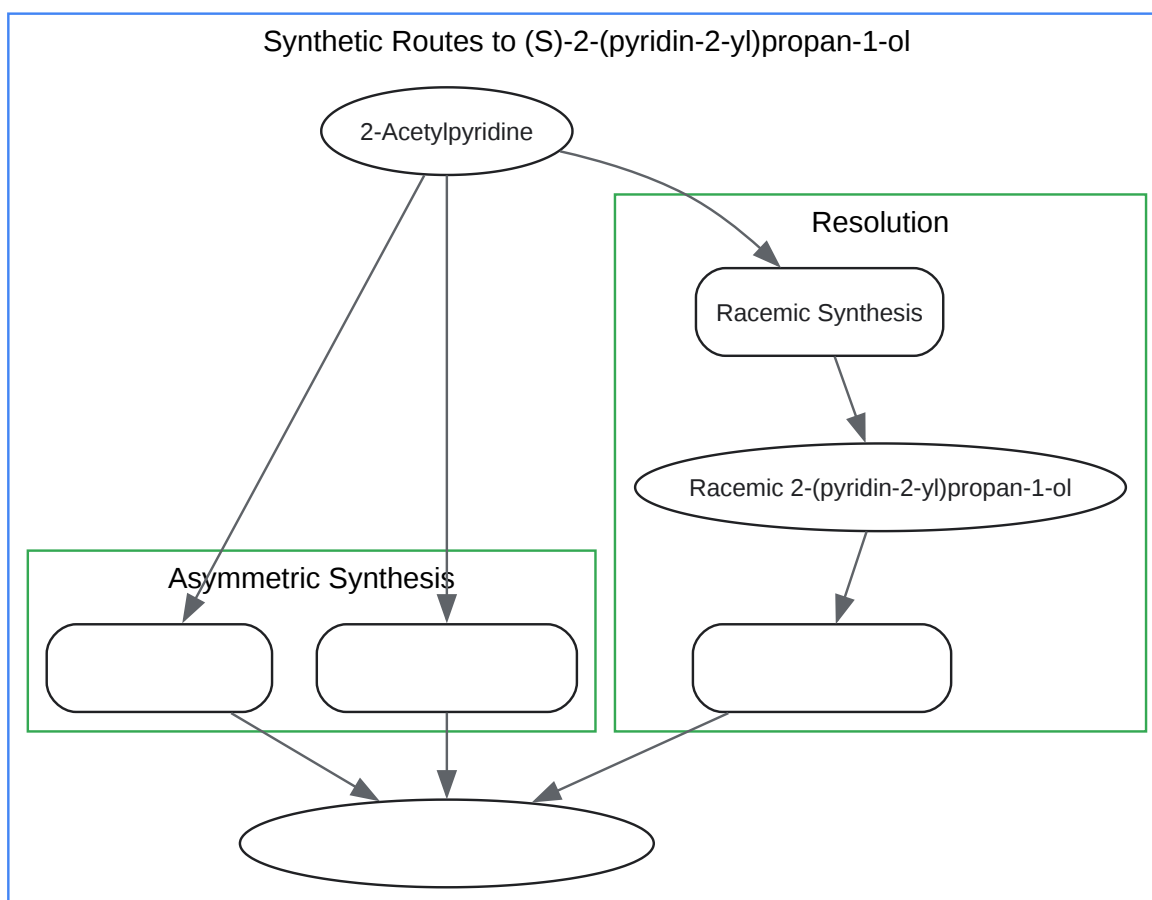 Synthetic Routes to (S)-2-(pyridin-2-yl)propan-1-ol
2-Acetylpyridine
Resolution
Racemic Synthesis
Racemic 2-(pyridin-2-yl)propan-1-ol
Asymmetric Synthesis